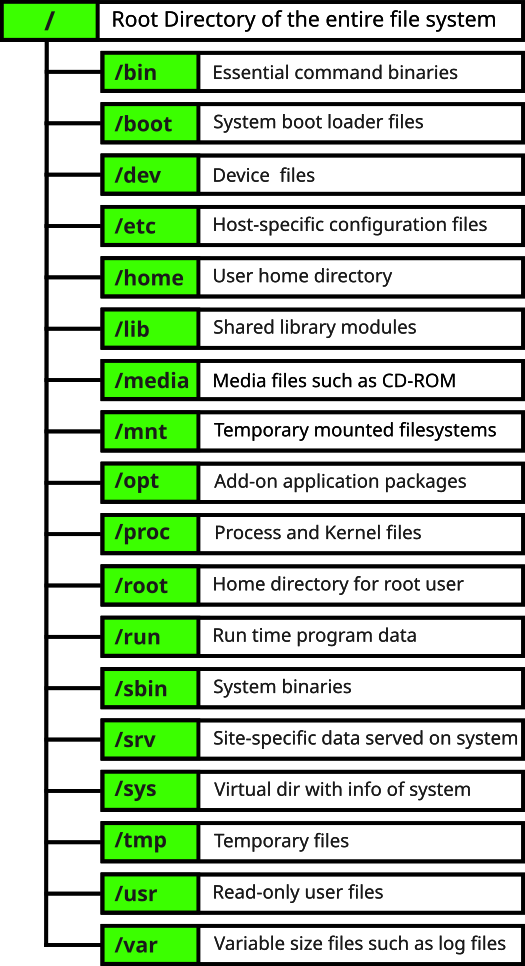 / Root Directory of the entire file system
/bin Essential command binaries
/boot System boot loader files
/dev Device  files
/etc Host-specific configuration files
/home User home directory
/lib Shared library modules
/media Media files such as CD-ROM
/mnt Temporary mounted filesystems
/opt Add-on application packages
/proc Process and Kernel files
/root Home directory for root user
/run Run time program data
/sbin System binaries
/srv Site-specific data served on system
/sys Virtual dir with info of system
/tmp Temporary files
/usr Read-only user files
/var Variable size files such as log files